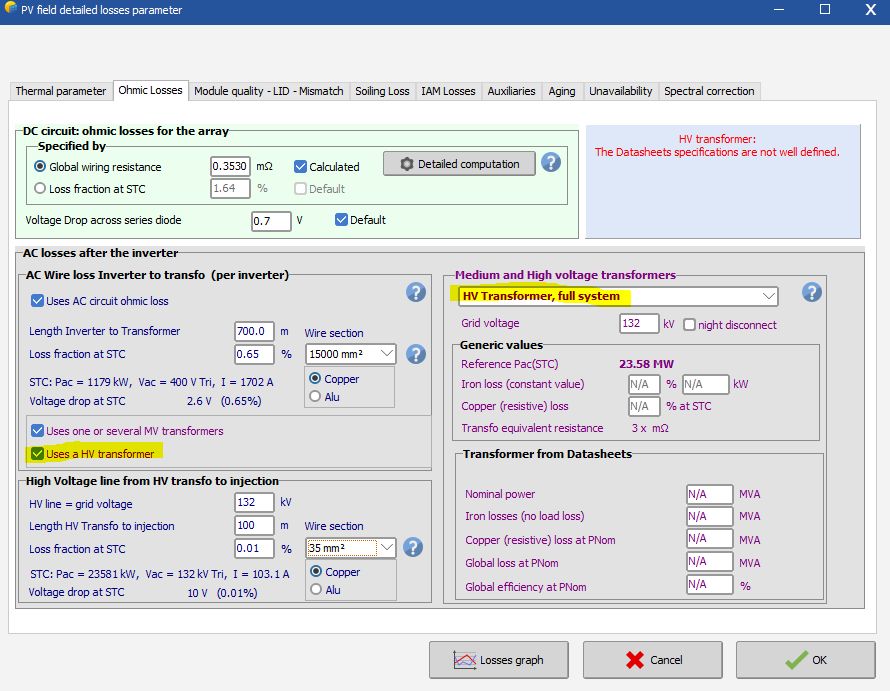 PV field detailed losses parameter
Thermal parameter Ohmic Losses Module quality - LID - Mismatch Soiling Loss IAM Losses Auxiliaries Aging Unavailability Spectral correction
DC circuit: ohmic losses for the array
Specified by
Global wiring resistance 0.3530 mΩ Calculated Detailed computation ?
Loss fraction at STC 1.64 % Default
Voltage Drop across series diode 0.7 V Default
HV transformer:
The Datasheets specifications are not well defined.
AC losses after the inverter
AC Wire loss Inverter to transfo (per inverter)
Uses AC circuit ohmic loss ?
Length Inverter to Transformer 700.0 m Wire section
Loss fraction at STC 0.65 % 15000 mm² ?
STC: Pac = 1179 kW, Vac = 400 V Tri, I = 1702 A Copper
Voltage drop at STC 2.6 V (0.65%) Alu
Uses one or several MV transformers
Uses a HV transformer
High Voltage line from HV transfo to injection
HV line = grid voltage 132 kV
Length HV Transfo to injection 100 m Wire section
Loss fraction at STC 0.01 % 35 mm² ?
STC: Pac = 23581 kW, Vac = 132 kV Tri, I = 103.1 A Copper
Voltage drop at STC 10 V (0.01%) Alu
Medium and High voltage transformers
HV Transformer, full system ?
Grid voltage 132 kV night disconnect
Generic values
Reference Pac(STC) 23.58 MW
Iron loss (constant value) N/A % N/A kW
Copper (resistive) loss N/A % at STC
Transfo equivalent resistance 3 x mΩ
Transformer from Datasheets
Nominal power N/A MVA
Iron losses (no load loss) N/A MVA
Copper (resistive) loss at PNom N/A MVA
Global loss at PNom N/A MVA
Global efficiency at PNom N/A %
Losses graph Cancel OK